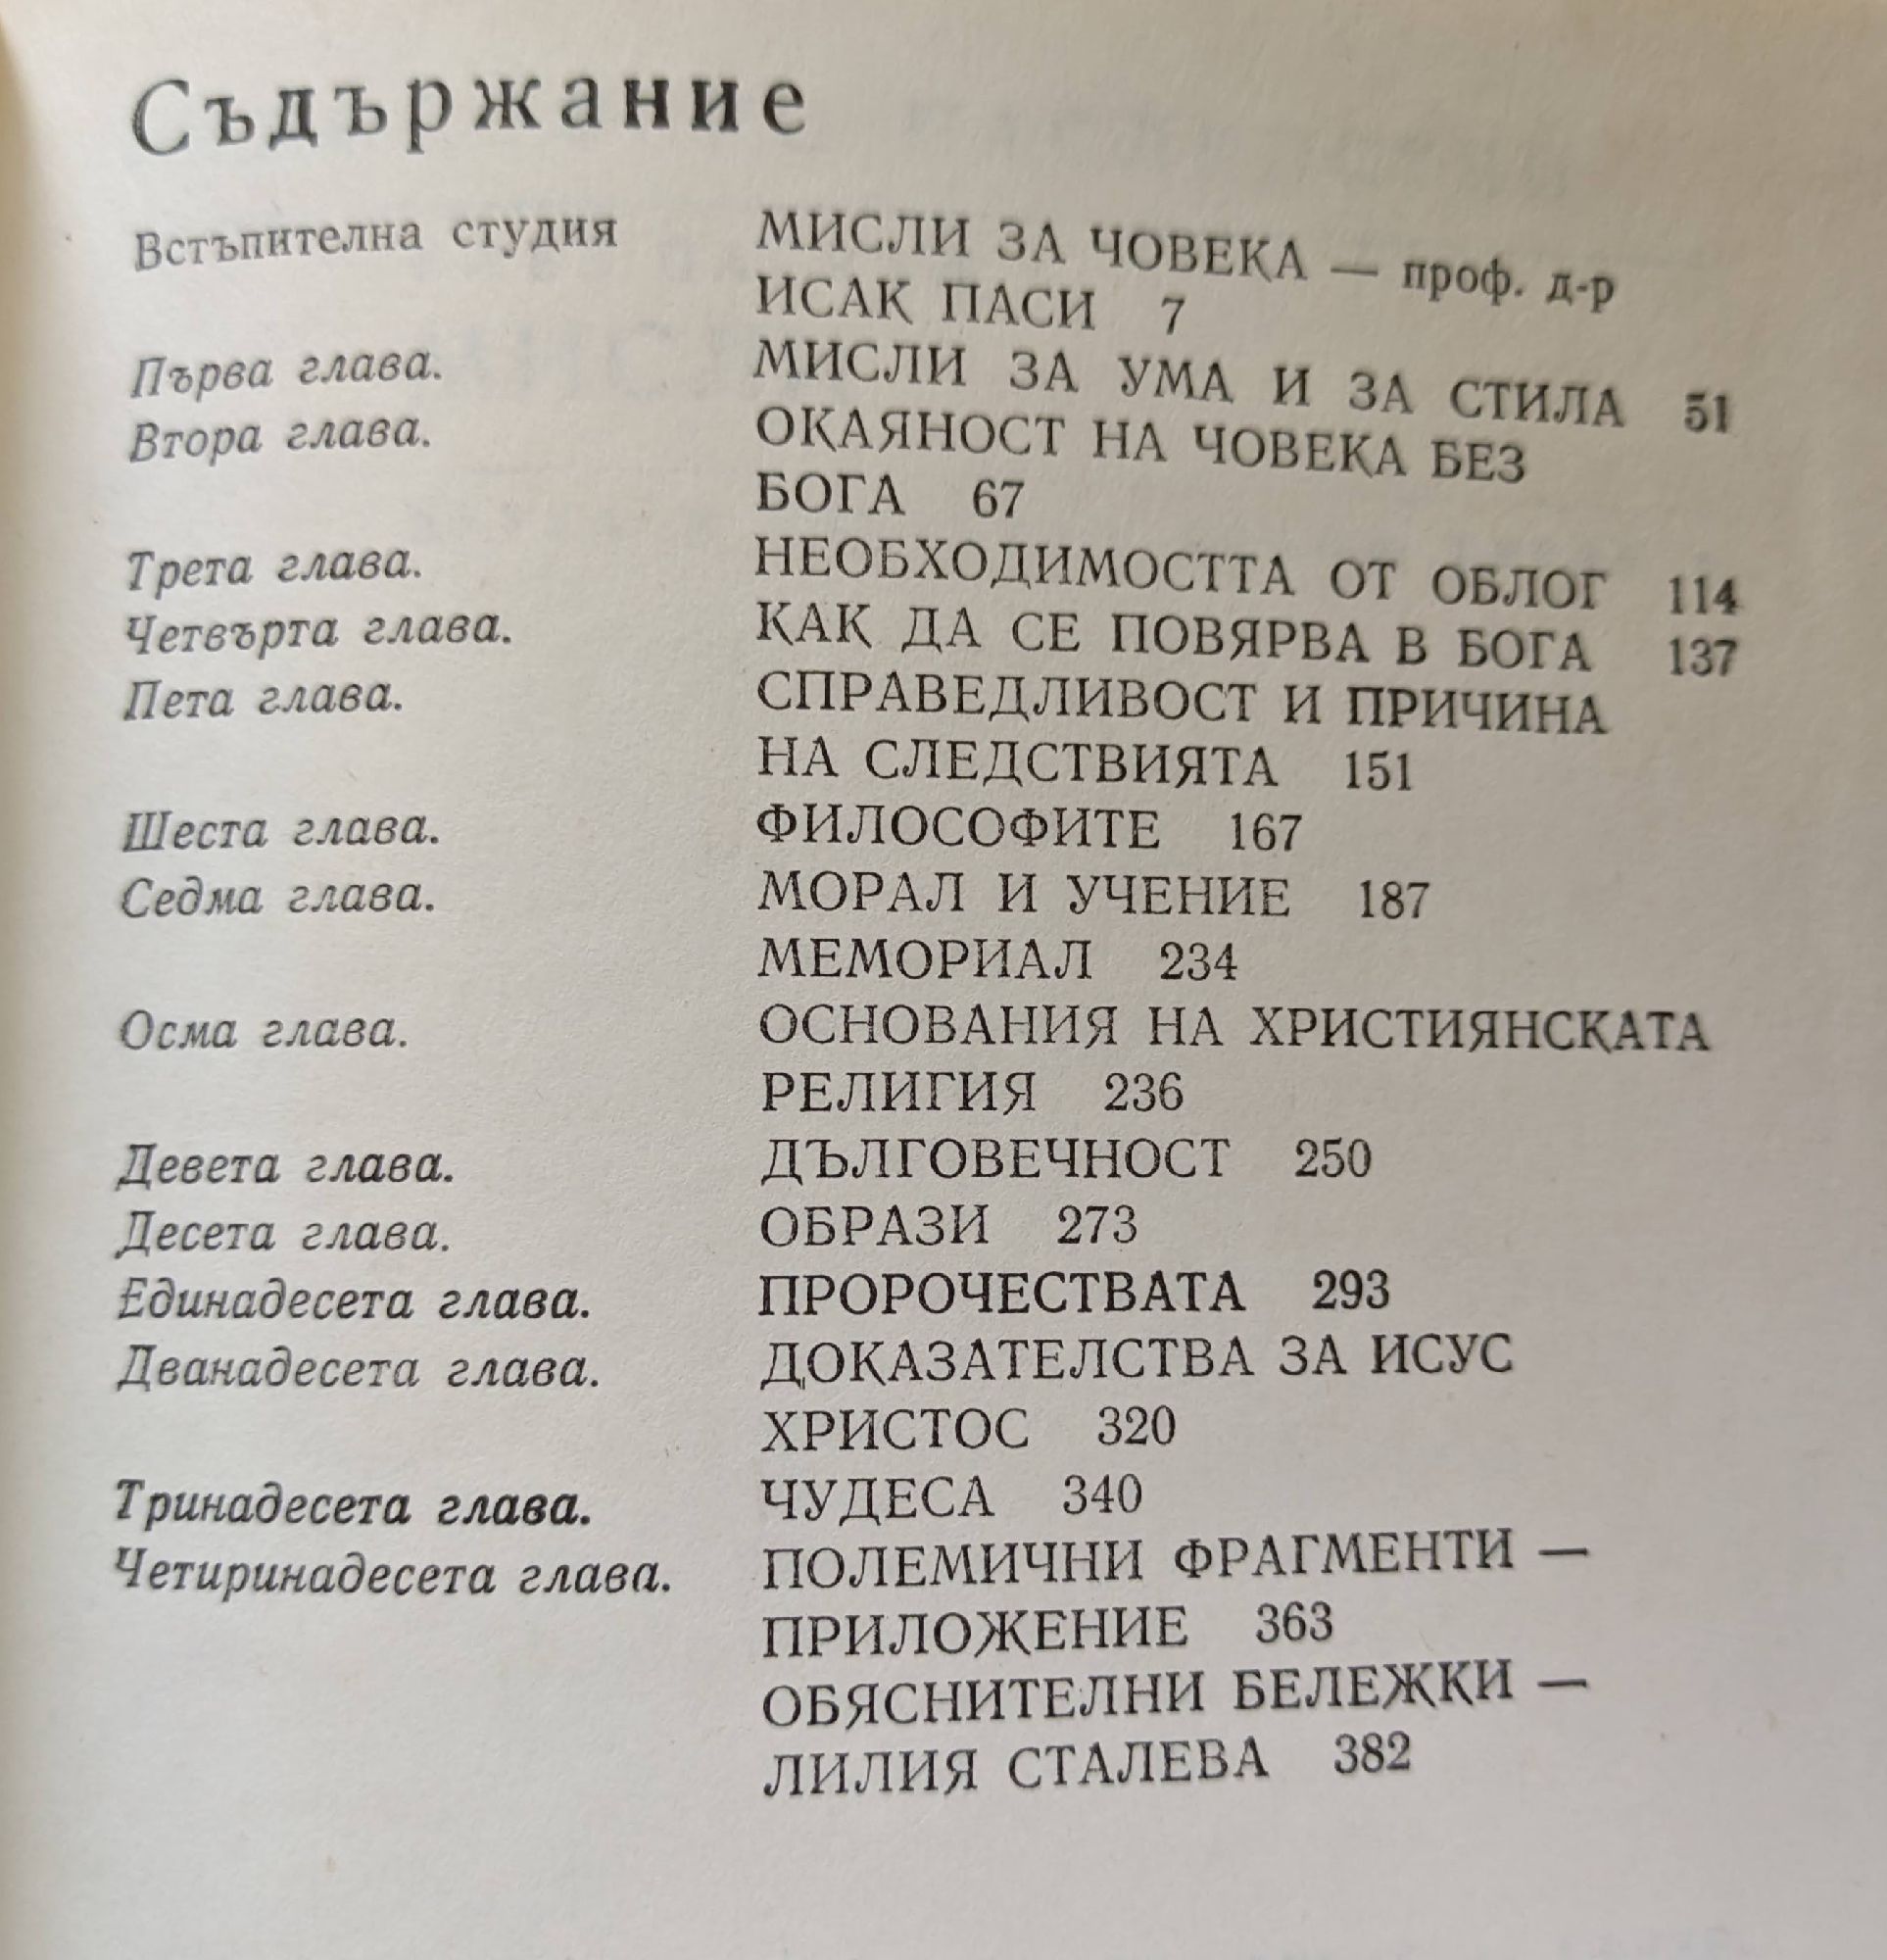 Съдържание
Встъпителна студия МИСЛИ ЗА ЧОВЕКА — проф. д-р
ИСАК ПАСИ 7
Първа глава. МИСЛИ ЗА УМА И ЗА СТИЛА 51
Втора глава. ОКАЯНОСТ НА ЧОВЕКА БЕЗ
БОГА 67
Трета глава. НЕОБХОДИМОСТТА ОТ ОБЛОГ 114
Четвърта глава. КАК ДА СЕ ПОВЯРВА В БОГА 137
Пета глава. СПРАВЕДЛИВОСТ И ПРИЧИНА
НА СЛЕДСТВИЯТА 151
Шеста глава. ФИЛОСОФИТЕ 167
Седма глава. МОРАЛ И УЧЕНИЕ 187
МЕМОРИАЛ 234
Осма глава. ОСНОВАНИЯ НА ХРИСТИЯНСКАТА
РЕЛИГИЯ 236
Девета глава. ДЪЛГОВЕЧНОСТ 250
Десета глава. ОБРАЗИ 273
Единадесета глава. ПРОРОЧЕСТВАТА 293
Дванадесета глава. ДОКАЗАТЕЛСТВА ЗА ИСУС
ХРИСТОС 320
Тринадесета глава. ЧУДЕСА 340
Четиринадесета глава. ПОЛЕМИЧНИ ФРАГМЕНТИ —
ПРИЛОЖЕНИЕ 363
ОБЯСНИТЕЛНИ БЕЛЕЖКИ —
ЛИЛИЯ СТАЛЕВА 382